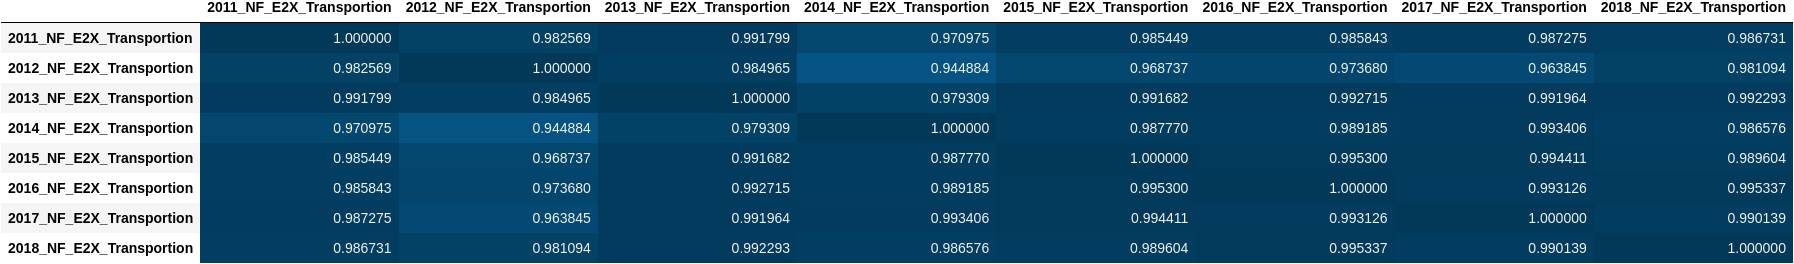 2011_NF_E2X_Transportion 2012_NF_E2X_Transportion 2013_NF_E2X_Transportion 2014_NF_E2X_Transportion 2015_NF_E2X_Transportion 2016_NF_E2X_Transportion 2017_NF_E2X_Transportion 2018_NF_E2X_Transportion
2011_NF_E2X_Transportion 1.000000 0.982569 0.991799 0.970975 0.985449 0.985843 0.987275 0.986731
2012_NF_E2X_Transportion 0.982569 1.000000 0.984965 0.944884 0.968737 0.973680 0.963845 0.981094
2013_NF_E2X_Transportion 0.991799 0.984965 1.000000 0.979309 0.991682 0.992715 0.991964 0.992293
2014_NF_E2X_Transportion 0.970975 0.944884 0.979309 1.000000 0.987770 0.989185 0.993406 0.986576
2015_NF_E2X_Transportion 0.985449 0.968737 0.991682 0.987770 1.000000 0.995300 0.994411 0.989604
2016_NF_E2X_Transportion 0.985843 0.973680 0.992715 0.989185 0.995300 1.000000 0.993126 0.995337
2017_NF_E2X_Transportion 0.987275 0.963845 0.991964 0.993406 0.994411 0.993126 1.000000 0.990139
2018_NF_E2X_Transportion 0.986731 0.981094 0.992293 0.986576 0.989604 0.995337 0.990139 1.000000